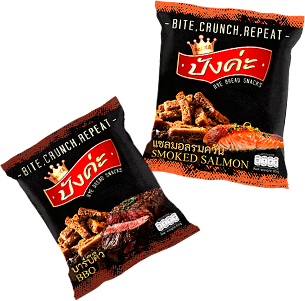 - BITE, CRUNCH, REPEAT -
ปังค่ะ
RYE BREAD SNACKS
แซลมอลรมควัน
SMOKED SALMON
- BITE, CRUNCH, REPEAT -
ปังค่ะ
RYE BREAD SNACKS
บาร์บีคิว
BBQ